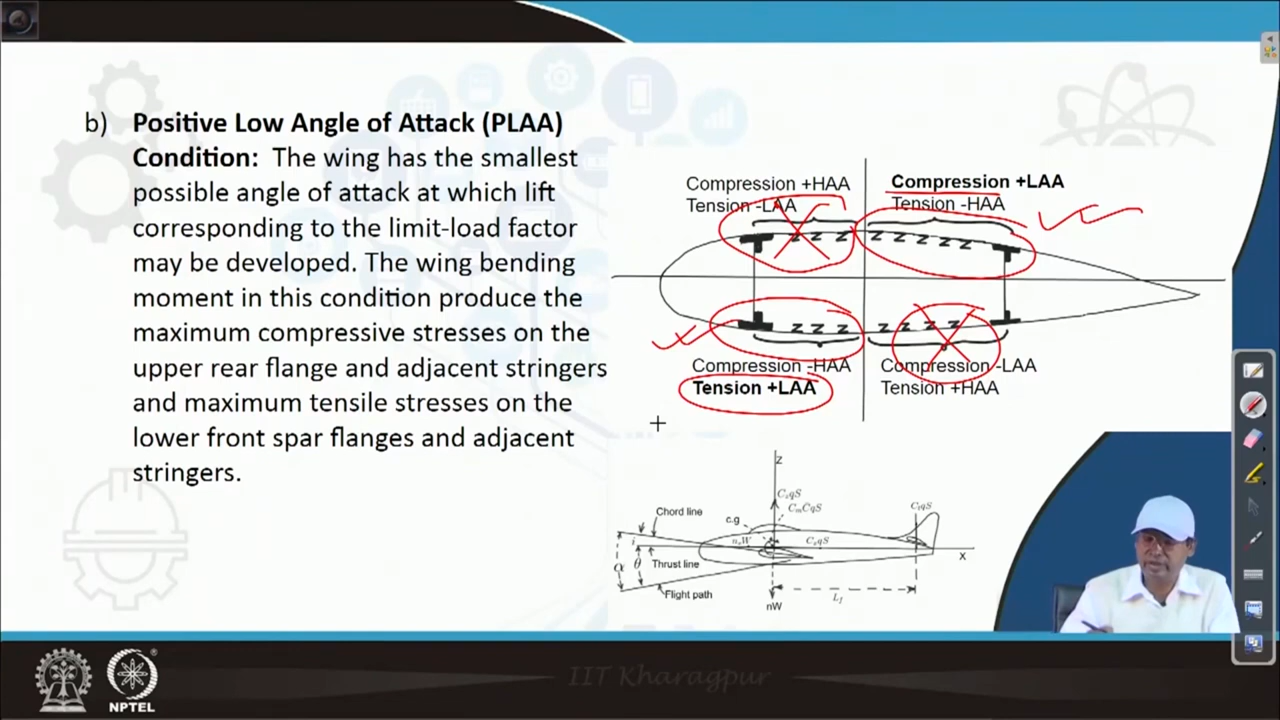 b) Positive Low Angle of Attack (PLAA)
Condition: The wing has the smallest
possible angle of attack at which lift
corresponding to the limit-load factor
may be developed. The wing bending
moment in this condition produce the
maximum compressive stresses on the
upper rear flange and adjacent stringers
and maximum tensile stresses on the
lower front spar flanges and adjacent
stringers.
Compression +HAA
Tension -LAA
Compression +LAA
Tension -HAA
Compression -HAA
Tension +LAA
Compression -LAA
Tension +HAA
Z
CzqS
CmCqS
c.g
CtqS
Chord line
CxqS
i
θ
α
Thrust line
X
Flight path
nW
IIT Kharagpur
NPTEL